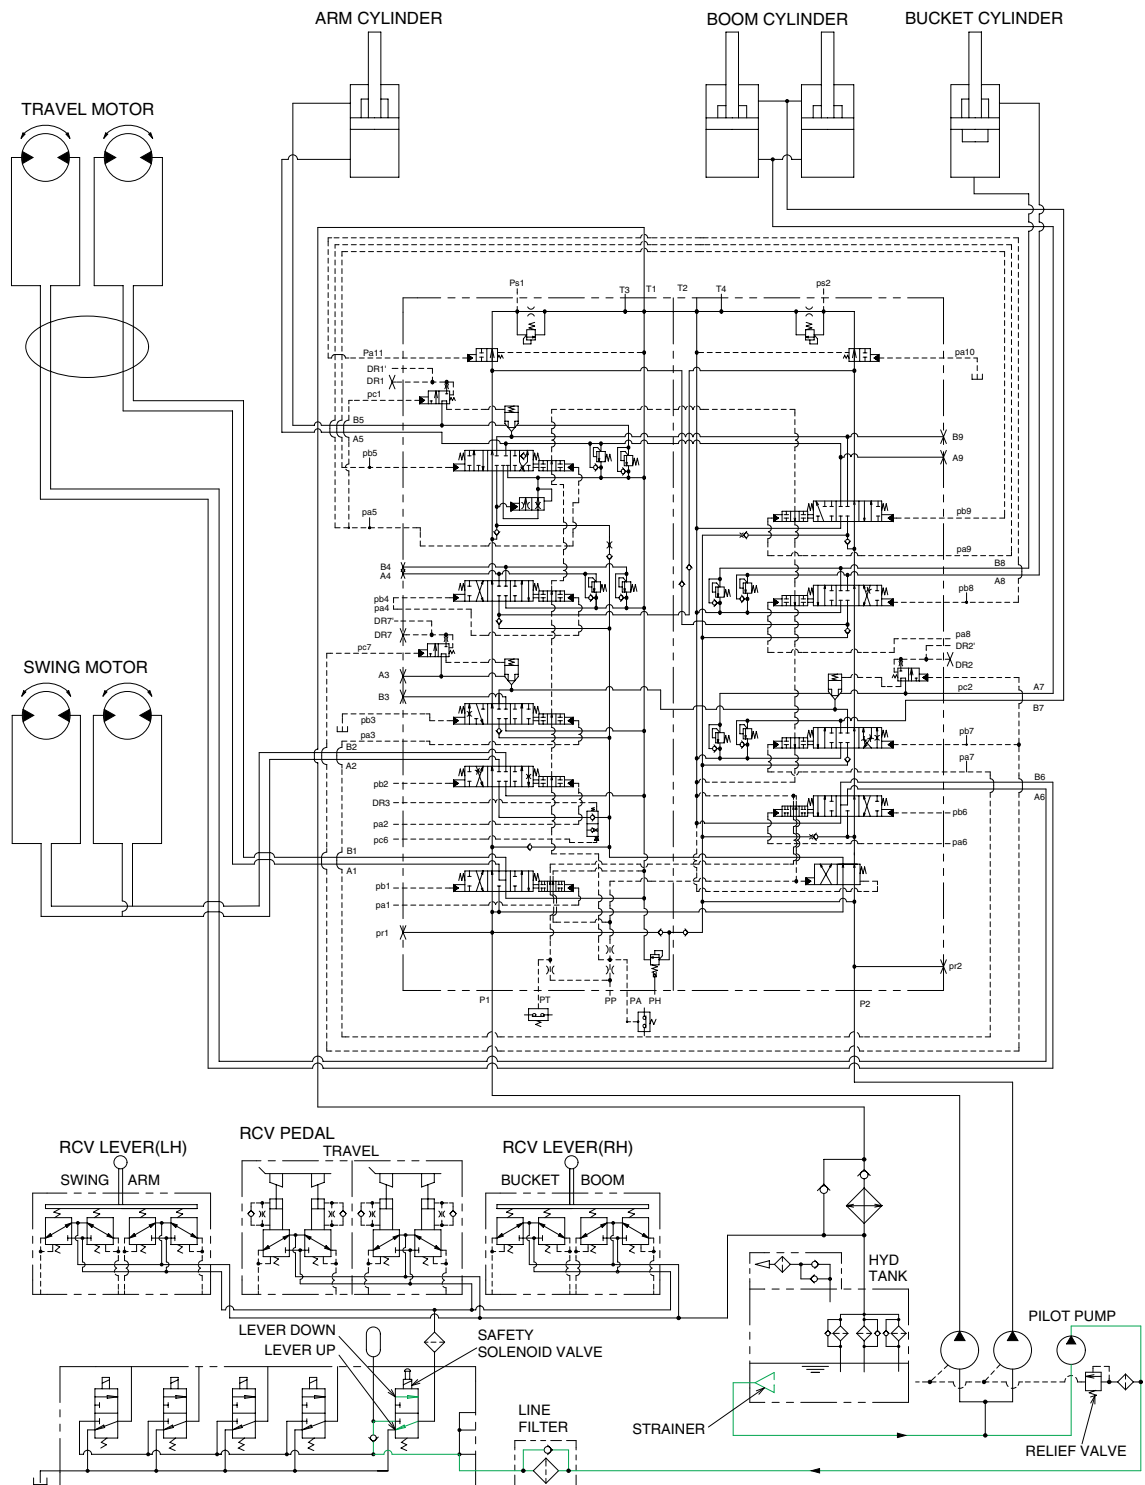 ARM CYLINDER
BOOM CYLINDER
BUCKET CYLINDER
TRAVEL MOTOR
Ps1
T3
T1
T2
T4
ps2
Pa11
pa10
DR1'
DR1
pc1
B5
A5
B9
A9
pb5
pa5
pb9
pa9
B4
A4
B8
A8
pb4
pa4
pb8
DR7'
DR7
pc7
pa8
DR2'
DR2
SWING MOTOR
A3
B3
pc2
A7
B7
pb3
pa3
pb7
pa7
B2
A2
B6
A6
pb2
DR3
pa2
pc6
pb6
pa6
B1
A1
pb1
pa1
pr1
pr2
P1
PT
PP
PA
PH
P2
RCV LEVER(LH)
SWING
ARM
RCV PEDAL
TRAVEL
RCV LEVER(RH)
BUCKET
BOOM
HYD
TANK
PILOT PUMP
LEVER DOWN
LEVER UP
SAFETY
SOLENOID VALVE
LINE
FILTER
STRAINER
RELIEF VALVE